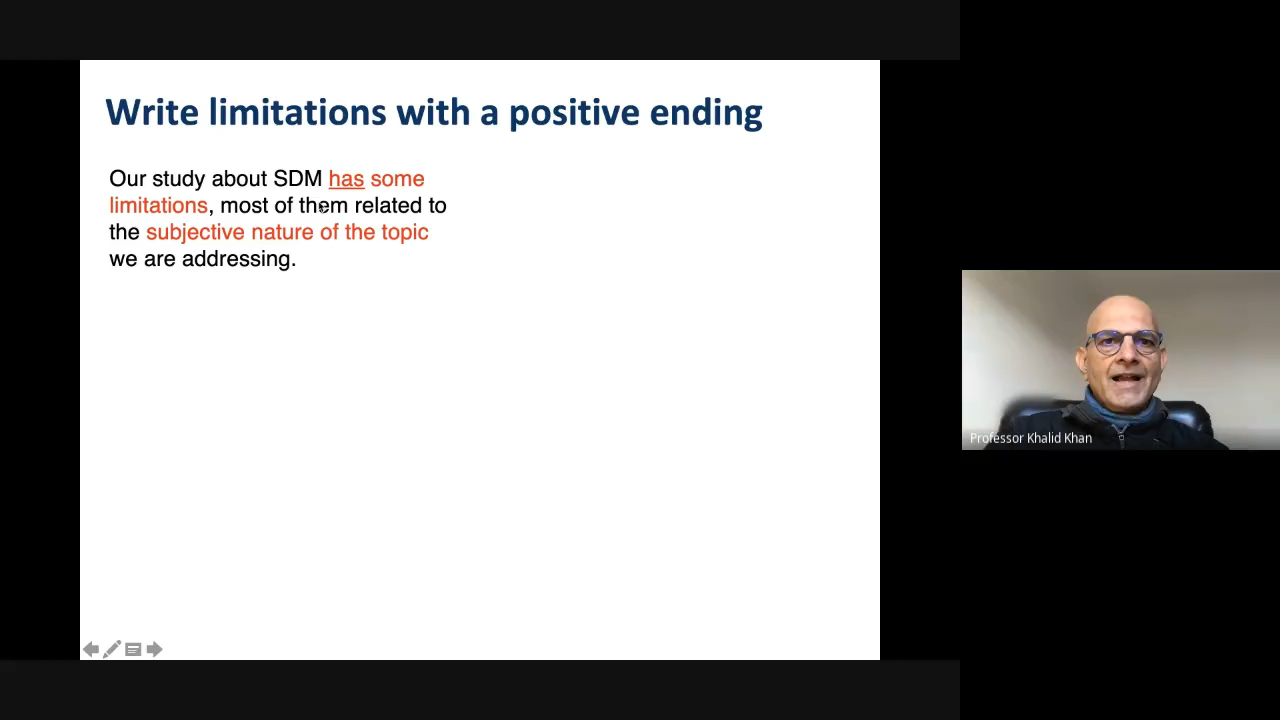 Write limitations with a positive ending
Our study about SDM has some
limitations, most of them related to
the subjective nature of the topic
we are addressing.
Professor Khalid Khan